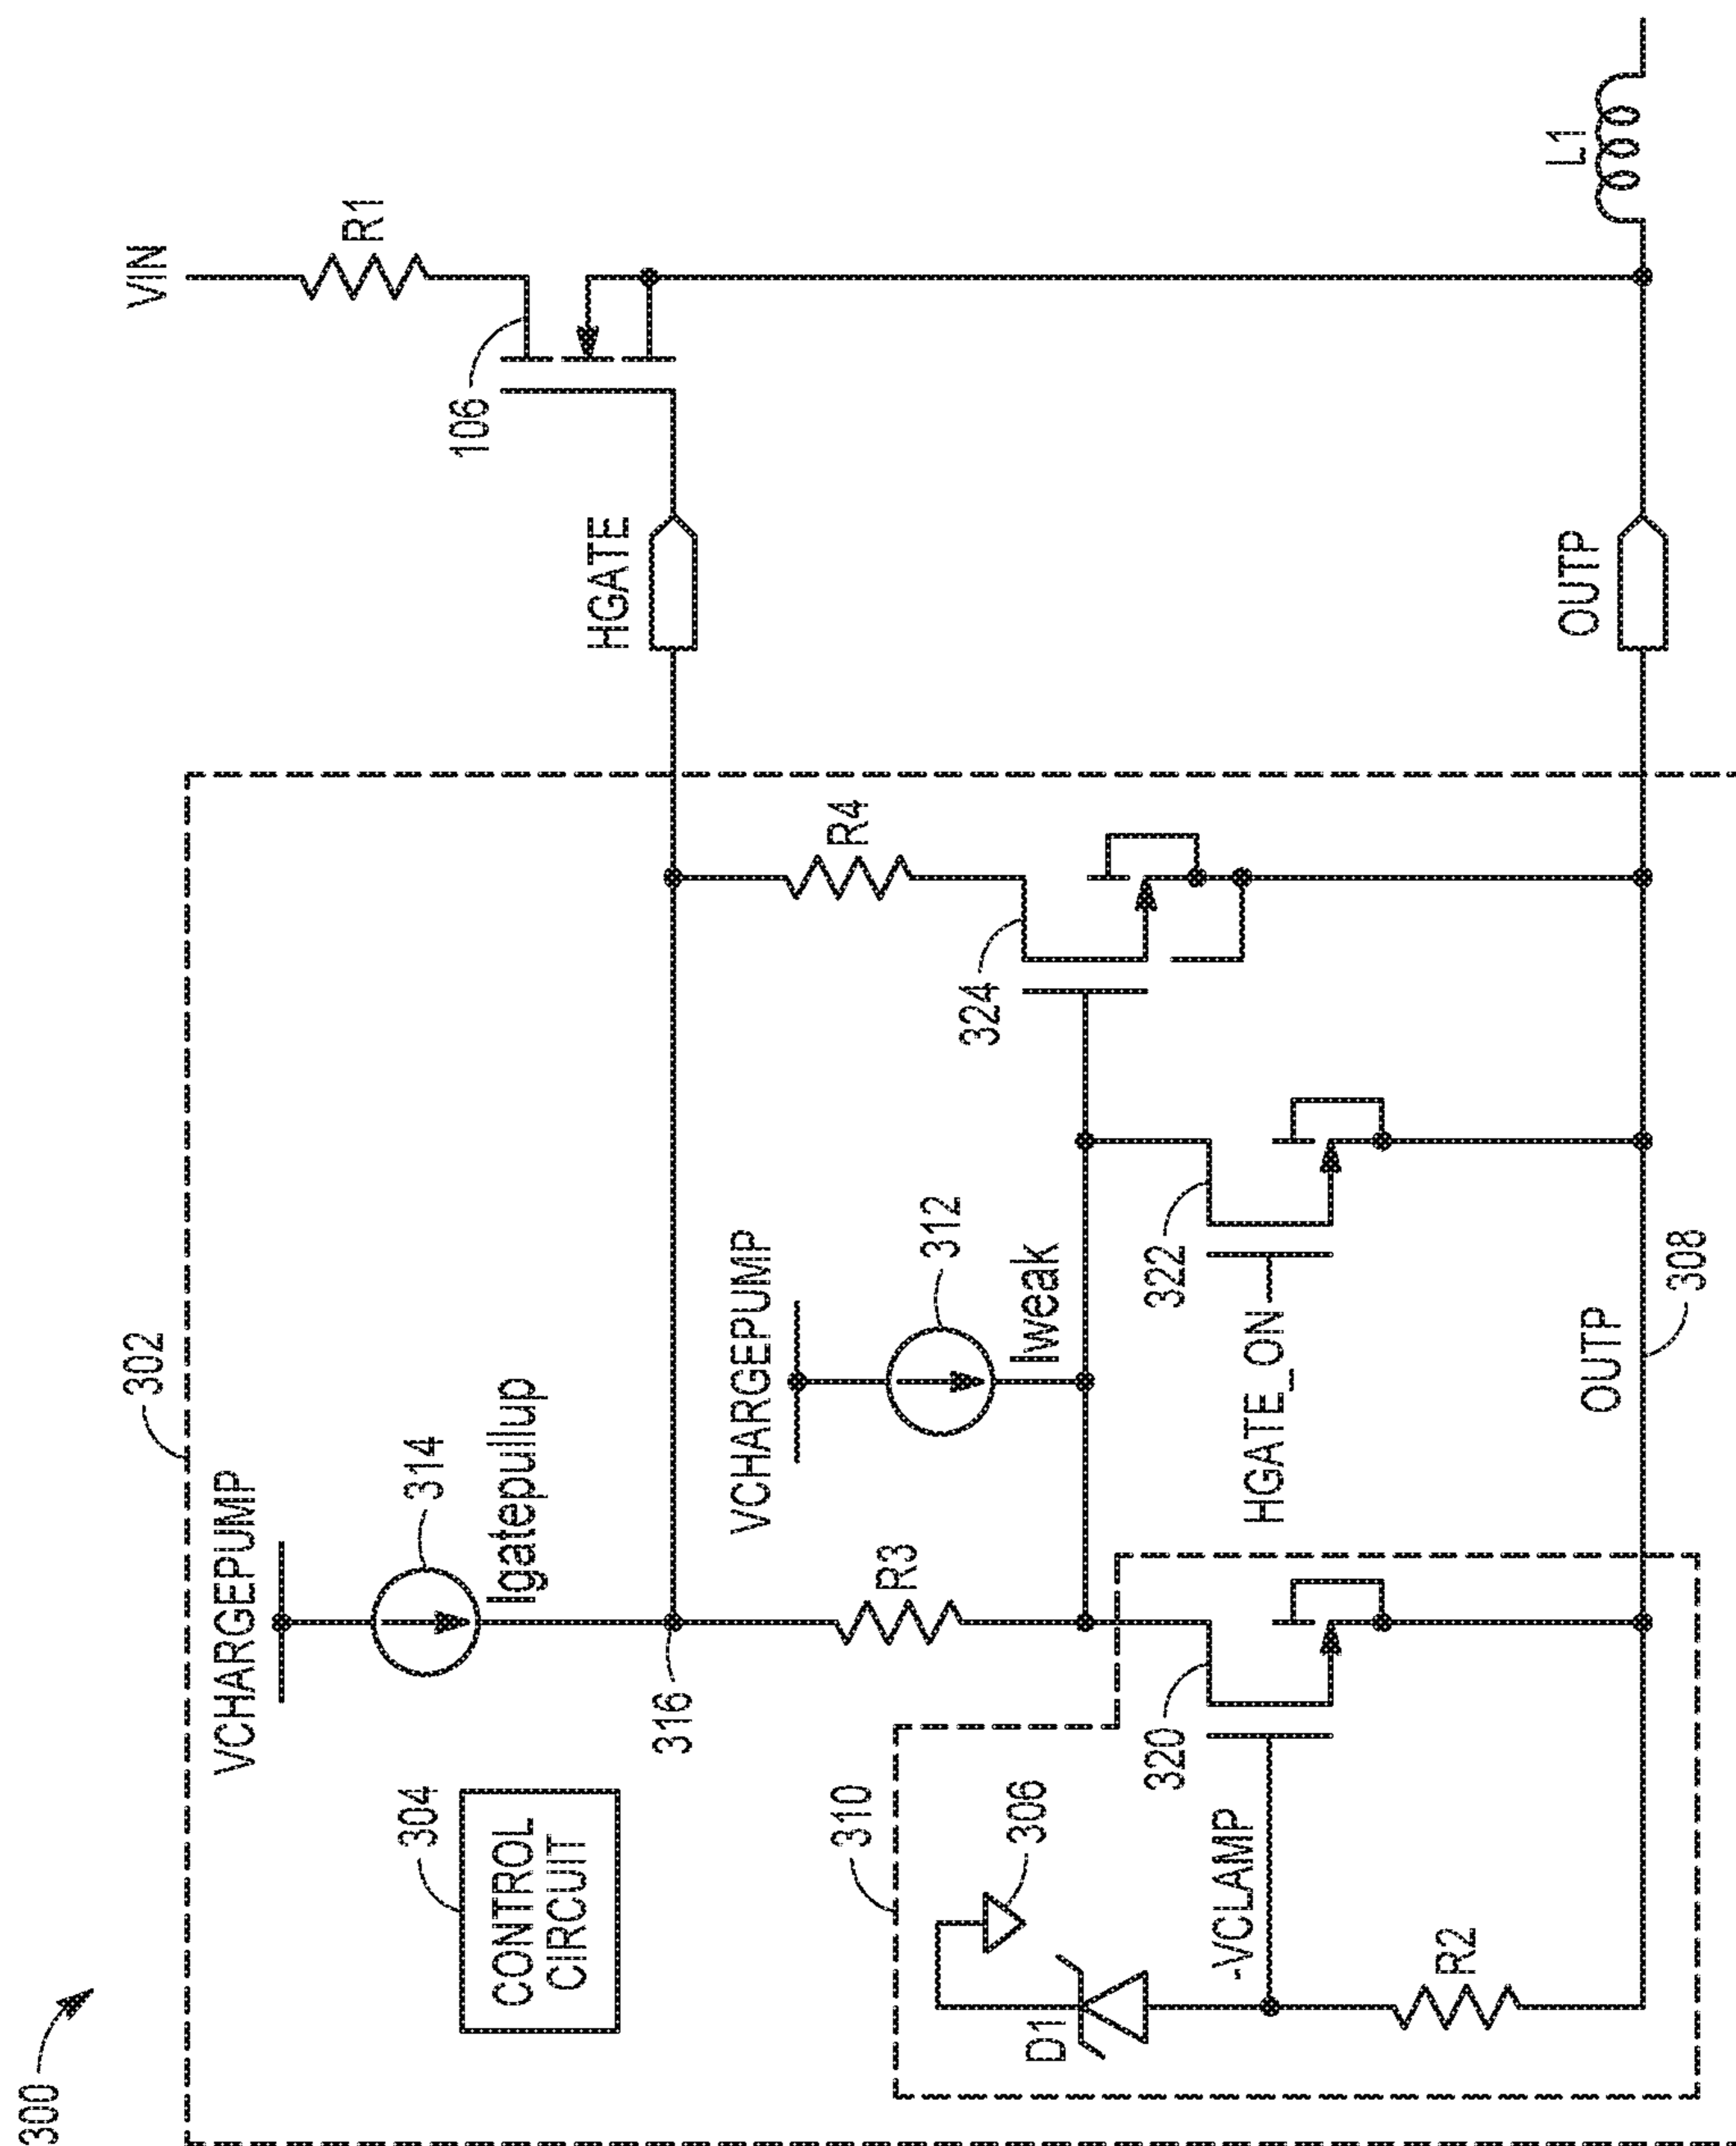 300
302
VCHARGEPUMP
314
Igatepullup
304
CONTROL
CIRCUIT
316
R3
VCHARGEPUMP
312
Iweak
R4
324
322
HGATE_ON
310
306
D1
-VCLAMP
320
R2
OUTP
308
HGATE
OUTP
VIN
R1
106
L1